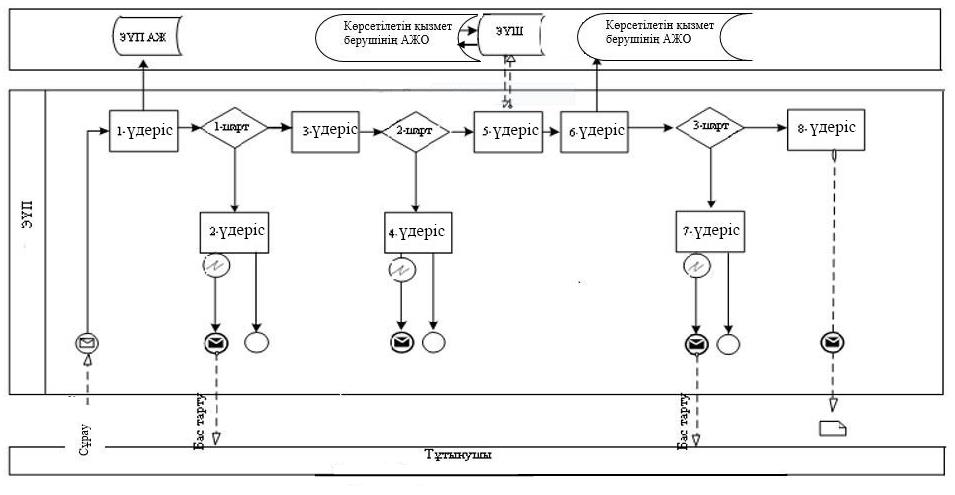 ЭҮП АЖ
Көрсетілетін қызмет
берушінің АЖО
ЭҮШ
Көрсетілетін қызмет
берушінің АЖО
1-үдеріс
1-шарт
3-үдеріс
2-шарт
5-үдеріс
6-үдеріс
3-шарт
8-үдеріс
ЭҮП
2-үдеріс
4-үдеріс
7-үдеріс
Сұрау
Бас тарту
Бас тарту
Тұтынушы